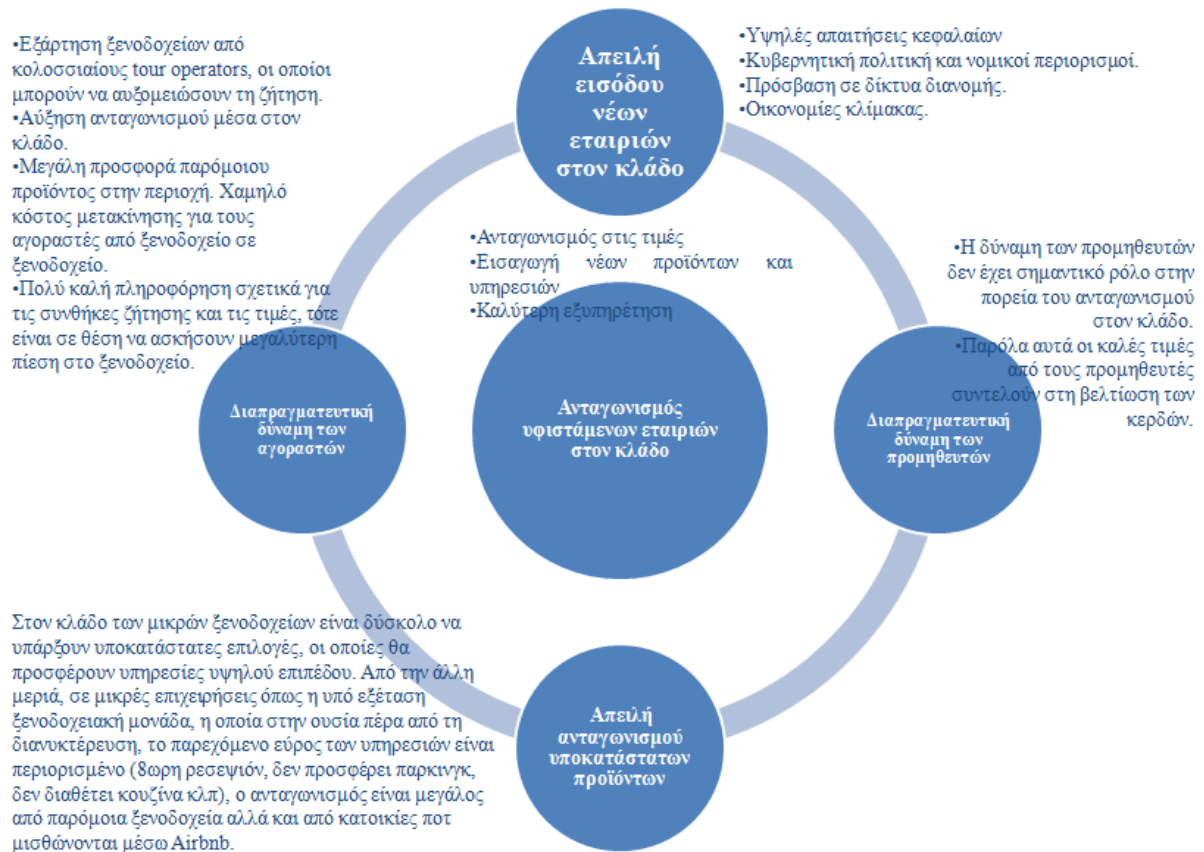 •Εξάρτηση ξενοδοχείων από
κολοσσιαίους tour operators, οι οποίοι
μπορούν να αυξομειώσουν τη ζήτηση.
•Αύξηση ανταγωνισμού μέσα στον
κλάδο.
•Μεγάλη προσφορά παρόμοιου
προϊόντος στην περιοχή. Χαμηλό
κόστος μετακίνησης για τους
αγοραστές από ξενοδοχείο σε
ξενοδοχείο.
•Πολύ καλή πληροφόρηση σχετικά για
τις συνθήκες ζήτησης και τις τιμές, τότε
είναι σε θέση να ασκήσουν μεγαλύτερη
πίεση στο ξενοδοχείο.
Απειλή
εισόδου
νέων
εταιριών
στον κλάδο
•Υψηλές απαιτήσεις κεφαλαίων
•Κυβερνητική πολιτική και νομικοί περιορισμοί.
•Πρόσβαση σε δίκτυα διανομής.
•Οικονομίες κλίμακας.
•Ανταγωνισμός στις τιμές
•Εισαγωγή νέων προϊόντων και
υπηρεσιών
•Καλύτερη εξυπηρέτηση
•Η δύναμη των προμηθευτών
δεν έχει σημαντικό ρόλο στην
πορεία του ανταγωνισμού
στον κλάδο.
•Παρόλα αυτά οι καλές τιμές
από τους προμηθευτές
συντελούν στη βελτίωση των
κερδών.
Διαπραγματευτική
δύναμη των
αγοραστών
Ανταγωνισμός
υφιστάμενων εταιριών
στον κλάδο
Διαπραγματευτική
δύναμη των
προμηθευτών
Στον κλάδο των μικρών ξενοδοχείων είναι δύσκολο να
υπάρξουν υποκατάστατες επιλογές, οι οποίες θα
προσφέρουν υπηρεσίες υψηλού επιπέδου. Από την άλλη
μεριά, σε μικρές επιχειρήσεις όπως η υπό εξέταση
ξενοδοχειακή μονάδα, η οποία στην ουσία πέρα από τη
διανυκτέρευση, το παρεχόμενο εύρος των υπηρεσιών είναι
περιορισμένο (8ωρη ρεσεψιόν, δεν προσφέρει παρκινγκ,
δεν διαθέτει κουζίνα κλπ), ο ανταγωνισμός είναι μεγάλος
από παρόμοια ξενοδοχεία αλλά και από κατοικίες ποτ
μισθώνονται μέσω Airbnb.
Απειλή
ανταγωνισμού
υποκατάστατων
προϊόντων